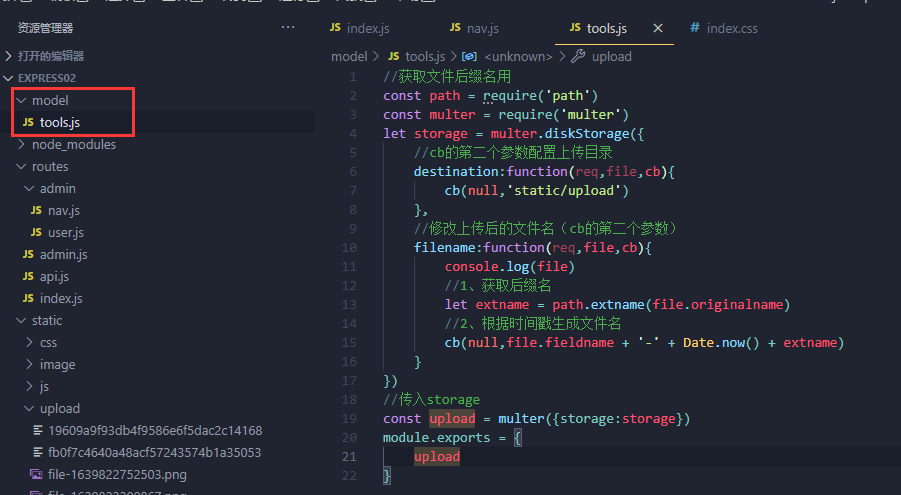 资源管理器
···
打开的编辑器
EXPRESS02
model
JS tools.js
node_modules
routes
admin
JS nav.js
JS user.js
JS admin.js
JS api.js
JS index.js
static
css
image
js
upload
19609a9f93db4f9586e6f5dac2c14168
fb0f7c4640a48acf57243574b1a35053
file-1639822752503.png
JS index.js
JS nav.js
JS tools.js ×
# index.css
model > JS tools.js > <unknown> > upload
1 //获取文件后缀名用
2 const path = require('path')
3 const multer = require('multer')
4 let storage = multer.diskStorage({
5 //cb的第二个参数配置上传目录
6 destination:function(req,file,cb){
7 cb(null,'static/upload')
8 },
9 //修改上传后的文件名（cb的第二个参数）
10 filename:function(req,file,cb){
11 console.log(file)
12 //1、获取后缀名
13 let extname = path.extname(file.originalname)
14 //2、根据时间戳生成文件名
15 cb(null,file.fieldname + '-' + Date.now() + extname)
16 }
17 })
18 //传入storage
19 const upload = multer({storage:storage})
20 module.exports = {
21 upload
22 }